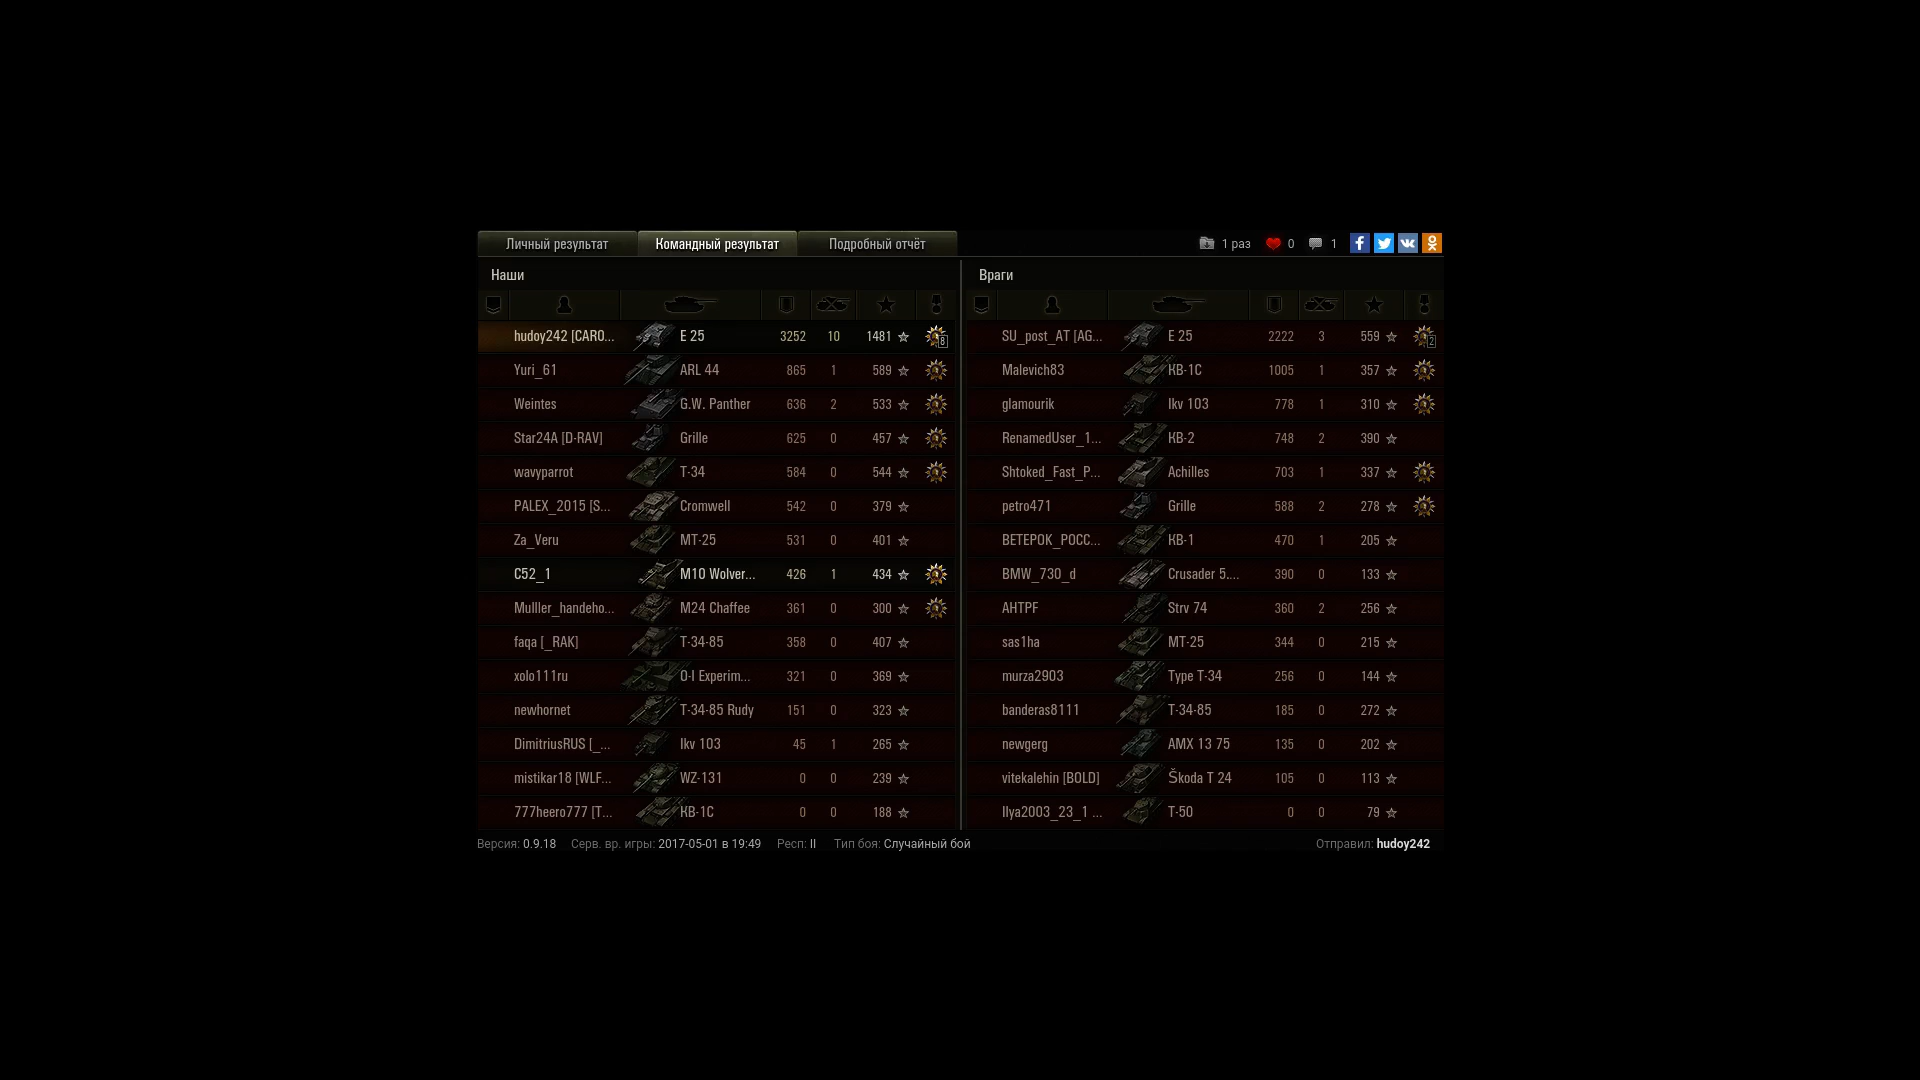 Личный результат Командный результат Подробный отчёт 1 раз 0 1
Наши Враги
hudoy242 [CARO... E 25 3252 10 1481 8 SU_post_AT [AG... E 25 2222 3 559 2
Yuri_61 ARL 44 865 1 589 Malevich83 КВ-1С 1005 1 357
Weintes G.W. Panther 636 2 533 glamourik Ikv 103 778 1 310
Star24A [D-RAV] Grille 625 0 457 RenamedUser_1... КВ-2 748 2 390
wavyparrot Т-34 584 0 544 Shtoked_Fast_P... Achilles 703 1 337
PALEX_2015 [S... Cromwell 542 0 379 petro471 Grille 588 2 278
Za_Veru МТ-25 531 0 401 BETEPOK_POCC... КВ-1 470 1 205
C52_1 M10 Wolver... 426 1 434 BMW_730_d Crusader 5.... 390 0 133
Mulller_handeho... M24 Chaffee 361 0 300 AHTPF Strv 74 360 2 256
faqa [_RAK] Т-34-85 358 0 407 sas1ha МТ-25 344 0 215
xolo111ru O-I Experim... 321 0 369 murza2903 Type T-34 256 0 144
newhornet Т-34-85 Rudy 151 0 323 banderas8111 Т-34-85 185 0 272
DimitriusRUS [_... Ikv 103 45 1 265 newgerg AMX 13 75 135 0 202
mistikar18 [WLF... WZ-131 0 0 239 vitekalehin [BOLD] Škoda T 24 105 0 113
777heero777 [T... КВ-1С 0 0 188 Ilya2003_23_1 ... Т-50 0 0 79
Версия: 0.9.18 Серв. вр. игры: 2017-05-01 в 19:49 Респ: II Тип боя: Случайный бой Отправил: hudoy242